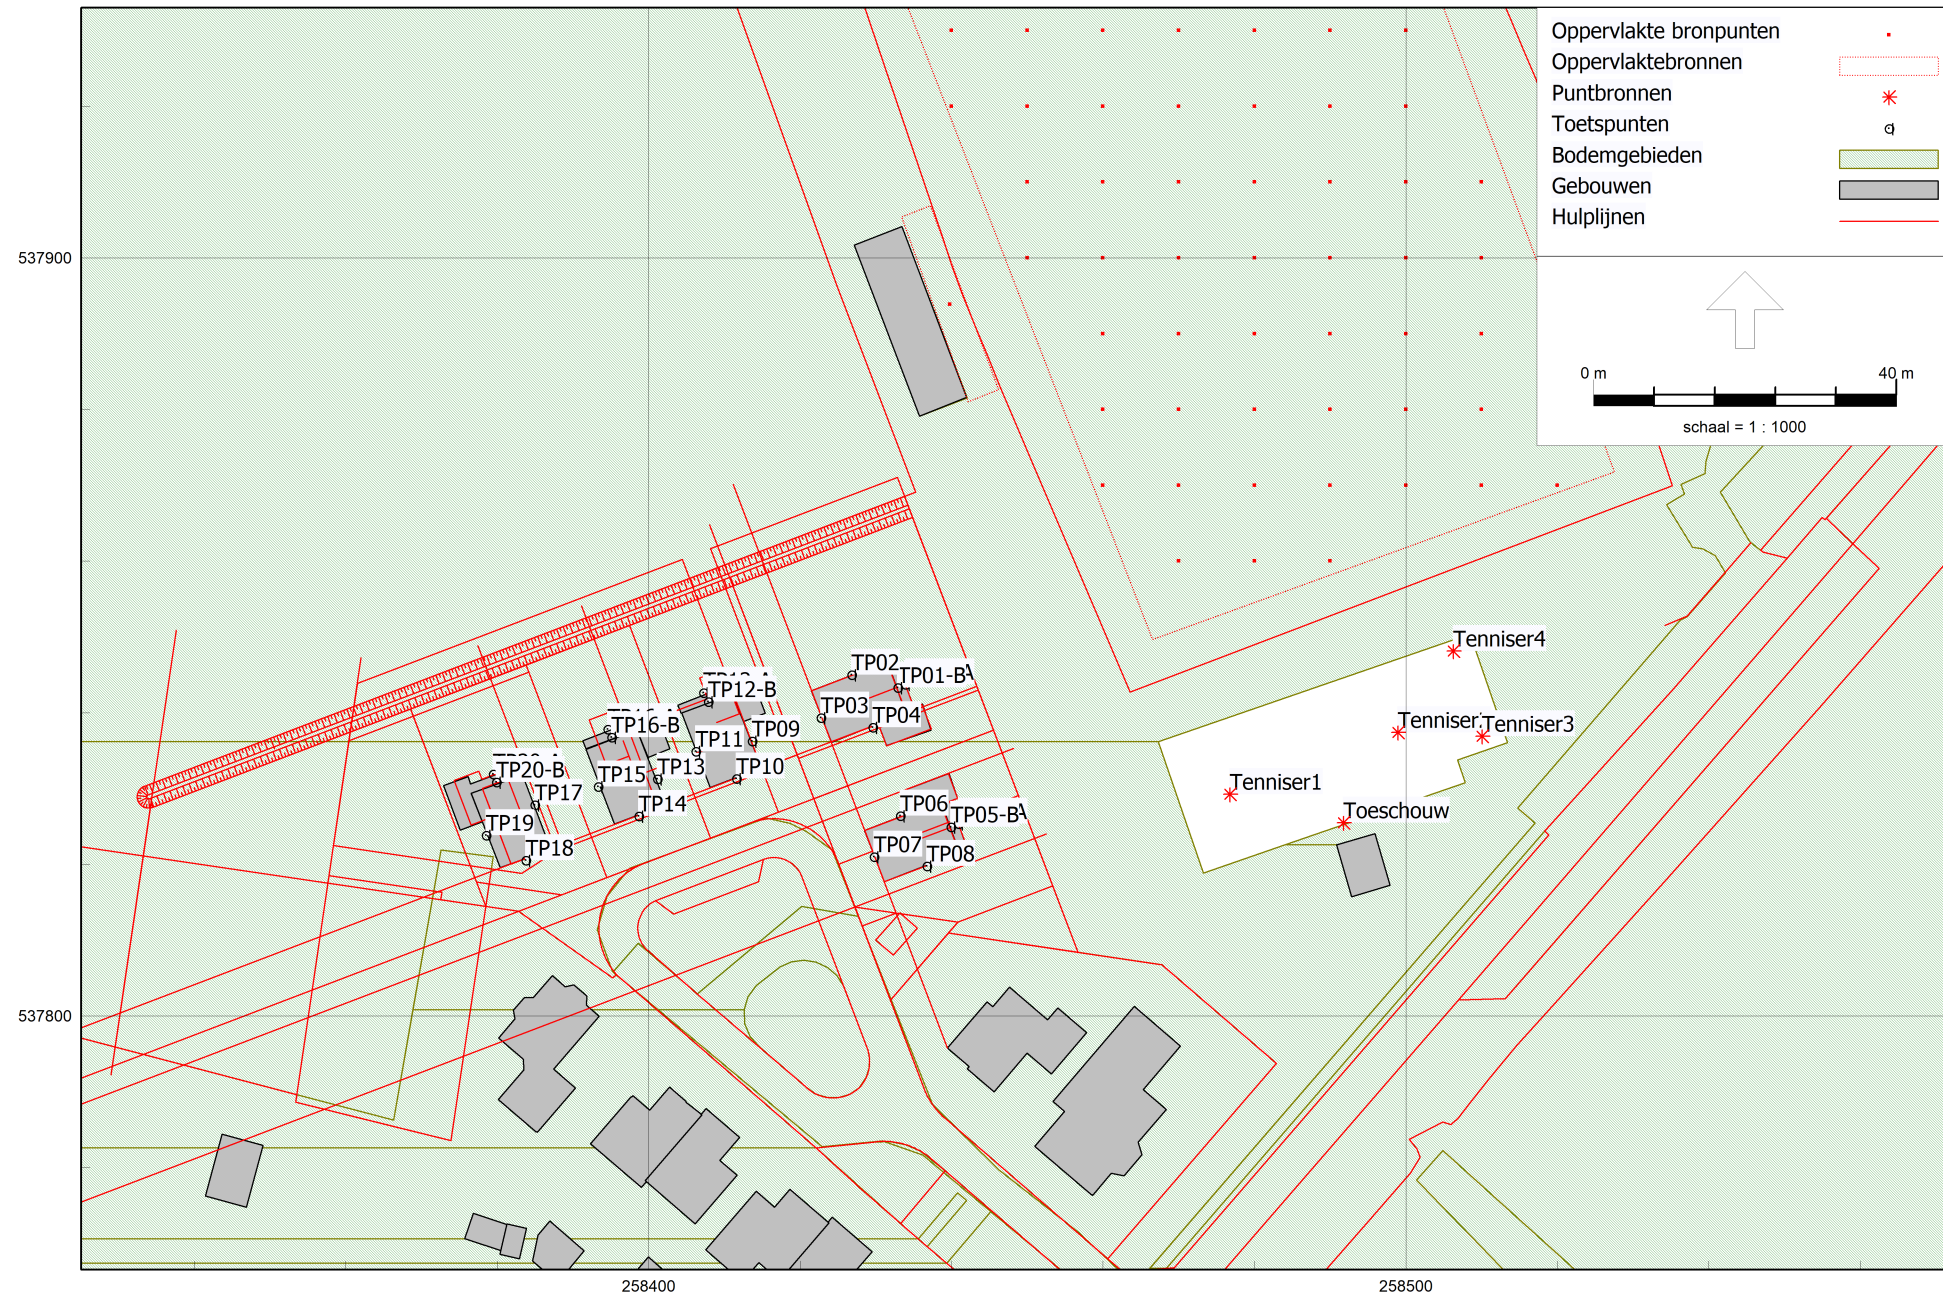 Oppervlakte bronpunten
Oppervlaktebronnen
Puntbronnen
Toetspunten
Bodemgebieden
Gebouwen
Hulplijnen
537900
0 m 40 m
schaal = 1 : 1000
Tenniser4
TP02
TP01-B
TP12-B
TP03
TP04
TP16-B
TP09
TP11
Tenniser3
TP20-B
TP13
TP10
TP15
TP17
Tenniser1
TP14
TP06
TP05-B
Toeschouw
TP19
TP18
TP07
TP08
537800
258400
258500